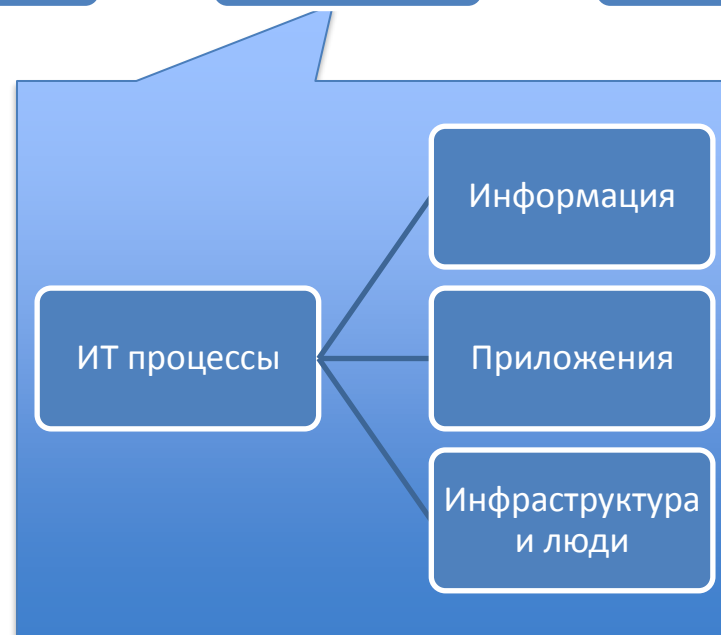 Информация
ИТ процессы
Приложения
Инфраструктура
и люди